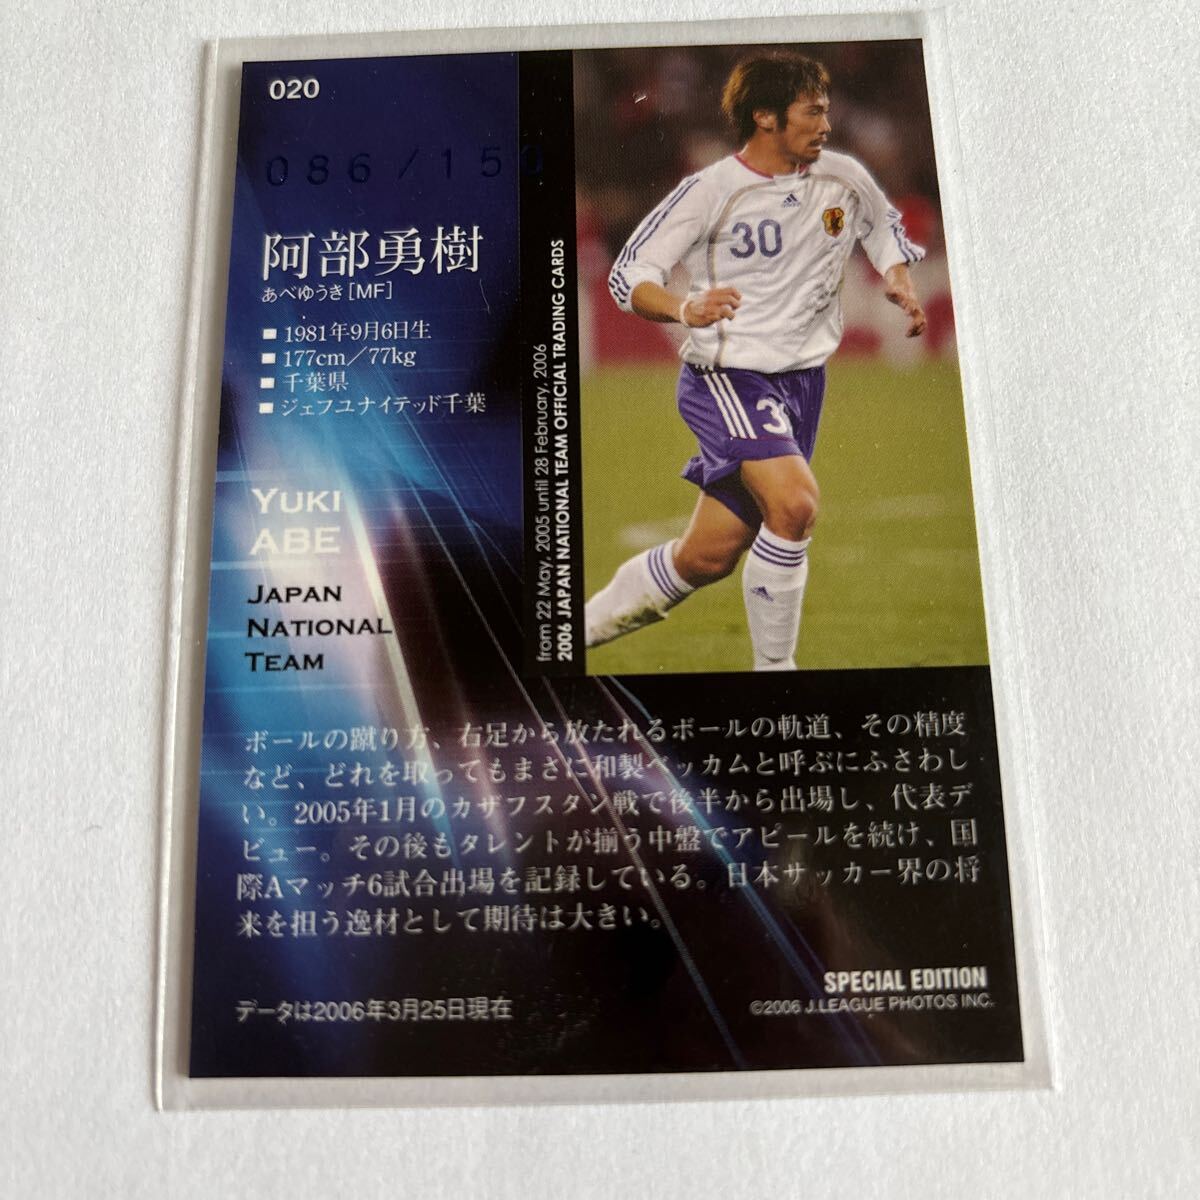 020
086/150
阿部勇樹
あべゆうき[MF]
■ 1981年9月6日生
■ 177cm／77kg
■ 千葉県
■ ジェフユナイテッド千葉
YUKI
ABE
JAPAN
NATIONAL
TEAM
from 22 May, 2005 until 28 February, 2006
2006 JAPAN NATIONAL TEAM OFFICIAL TRADING CARDS
adidas
30
30
ボールの蹴り方、右足から放たれるボールの軌道、その精度
など、どれを取ってもまさに和製ベッカムと呼ぶにふさわし
い。2005年1月のカザフスタン戦で後半から出場し、代表デ
ビュー。その後もタレントが揃う中盤でアピールを続け、国
際Aマッチ6試合出場を記録している。日本サッカー界の将
来を担う逸材として期待は大きい。
SPECIAL EDITION
©2006 J.LEAGUE PHOTOS INC.
データは2006年3月25日現在